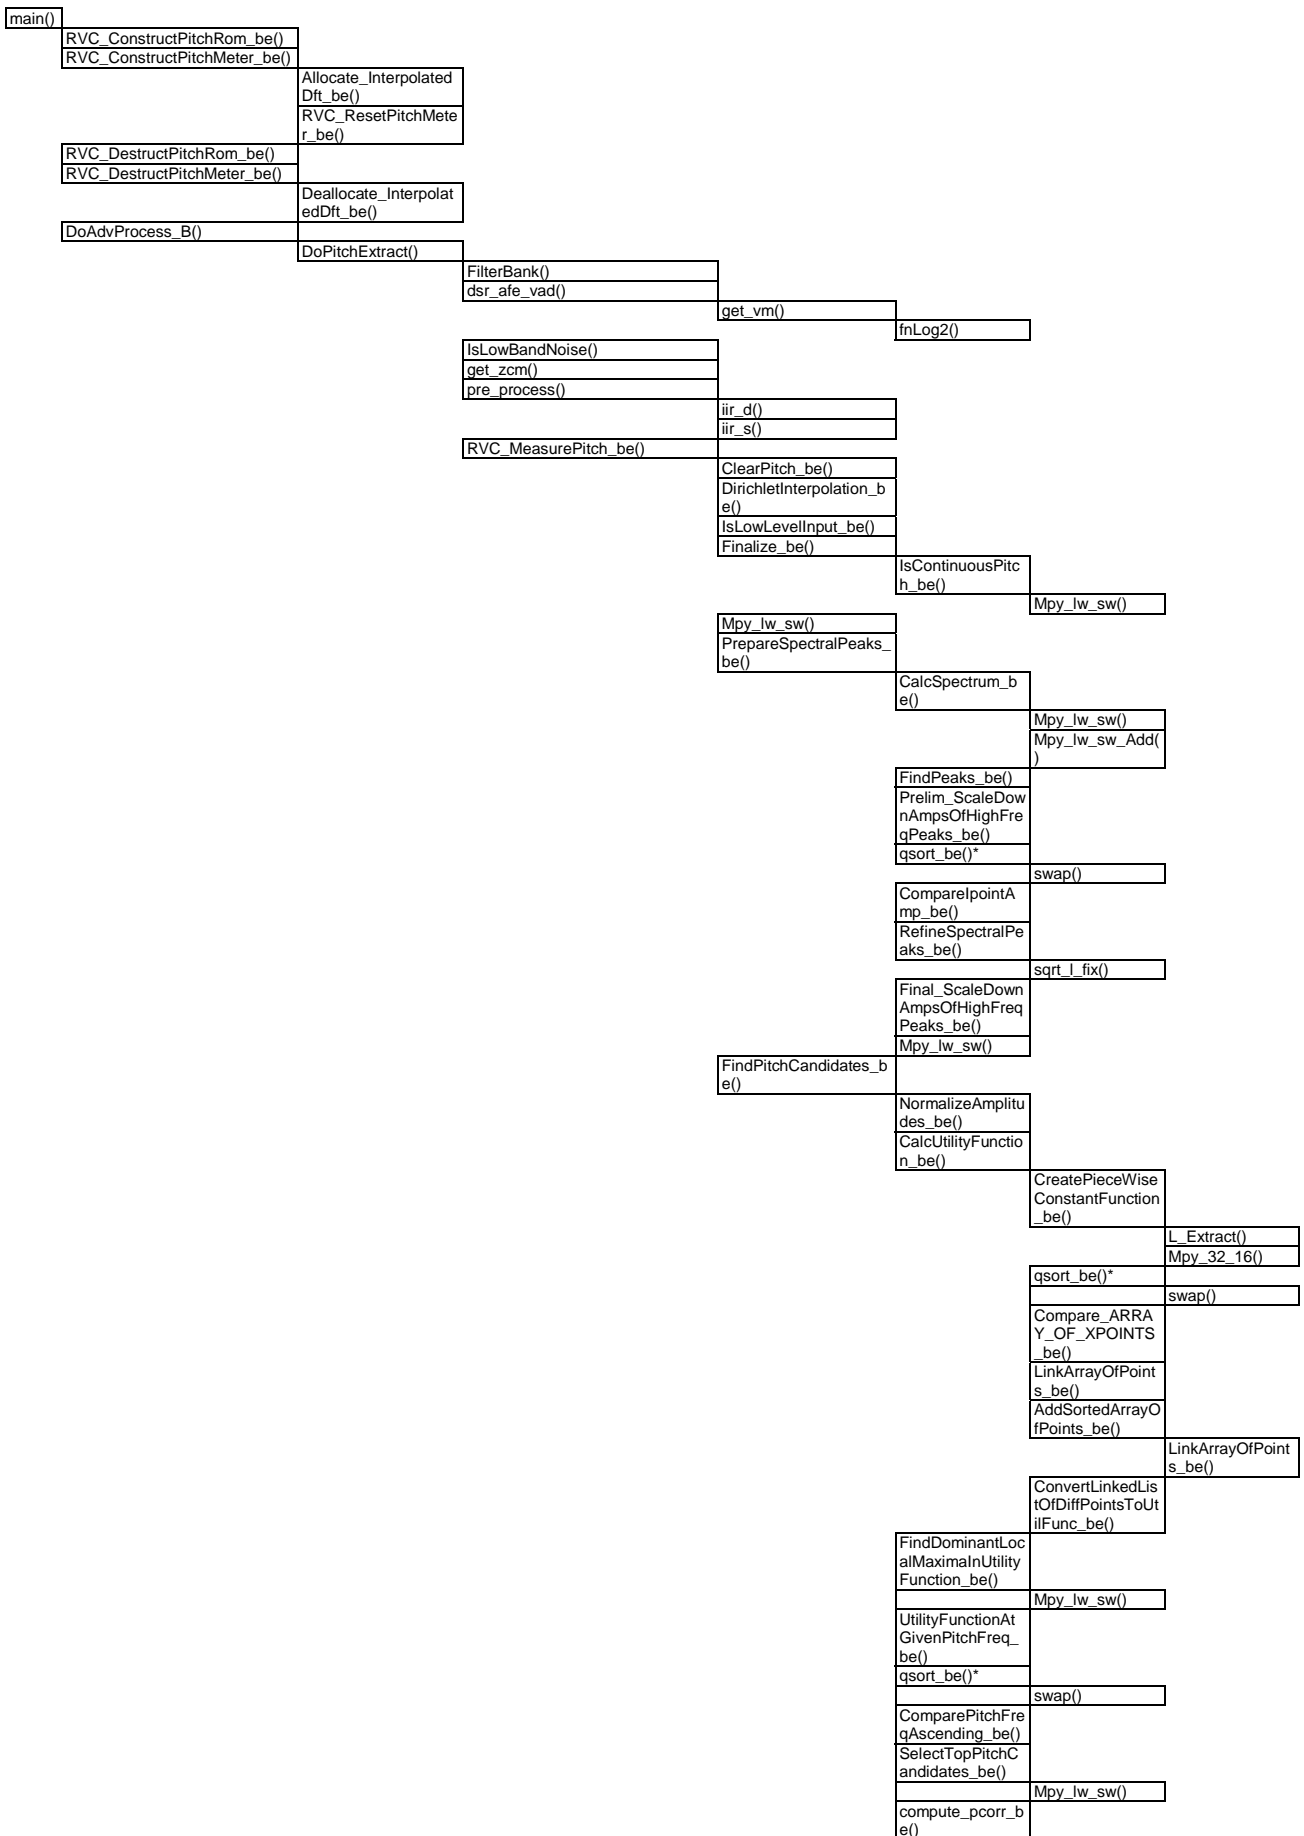 main()
RVC_ConstructPitchRom_be()
RVC_ConstructPitchMeter_be()
Allocate_Interpolated
Dft_be()
RVC_ResetPitchMete
r_be()
RVC_DestructPitchRom_be()
RVC_DestructPitchMeter_be()
Deallocate_Interpolat
edDft_be()
DoAdvProcess_B()
DoPitchExtract()
FilterBank()
dsr_afe_vad()
get_vm()
fnLog2()
IsLowBandNoise()
get_zcm()
pre_process()
iir_d()
iir_s()
RVC_MeasurePitch_be()
ClearPitch_be()
DirichletInterpolation_b
e()
IsLowLevelInput_be()
Finalize_be()
IsContinuousPitc
h_be()
Mpy_lw_sw()
Mpy_lw_sw()
PrepareSpectralPeaks_
be()
CalcSpectrum_b
e()
Mpy_lw_sw()
Mpy_lw_sw_Add(
)
FindPeaks_be()
Prelim_ScaleDow
nAmpsOfHighFre
qPeaks_be()
qsort_be()*
swap()
CompareIpointA
mp_be()
RefineSpectralPe
aks_be()
sqrt_l_fix()
Final_ScaleDown
AmpsOfHighFreq
Peaks_be()
Mpy_lw_sw()
FindPitchCandidates_b
e()
NormalizeAmplitu
des_be()
CalcUtilityFunctio
n_be()
CreatePieceWise
ConstantFunction
_be()
L_Extract()
Mpy_32_16()
qsort_be()*
swap()
Compare_ARRA
Y_OF_XPOINTS
_be()
LinkArrayOfPoint
s_be()
AddSortedArrayO
fPoints_be()
LinkArrayOfPoint
s_be()
ConvertLinkedLis
tOfDiffPointsToUt
ilFunc_be()
FindDominantLoc
alMaximaInUtility
Function_be()
Mpy_lw_sw()
UtilityFunctionAt
GivenPitchFreq_
be()
qsort_be()*
swap()
ComparePitchFre
qAscending_be()
SelectTopPitchC
andidates_be()
Mpy_lw_sw()
compute_pcorr_b
e()